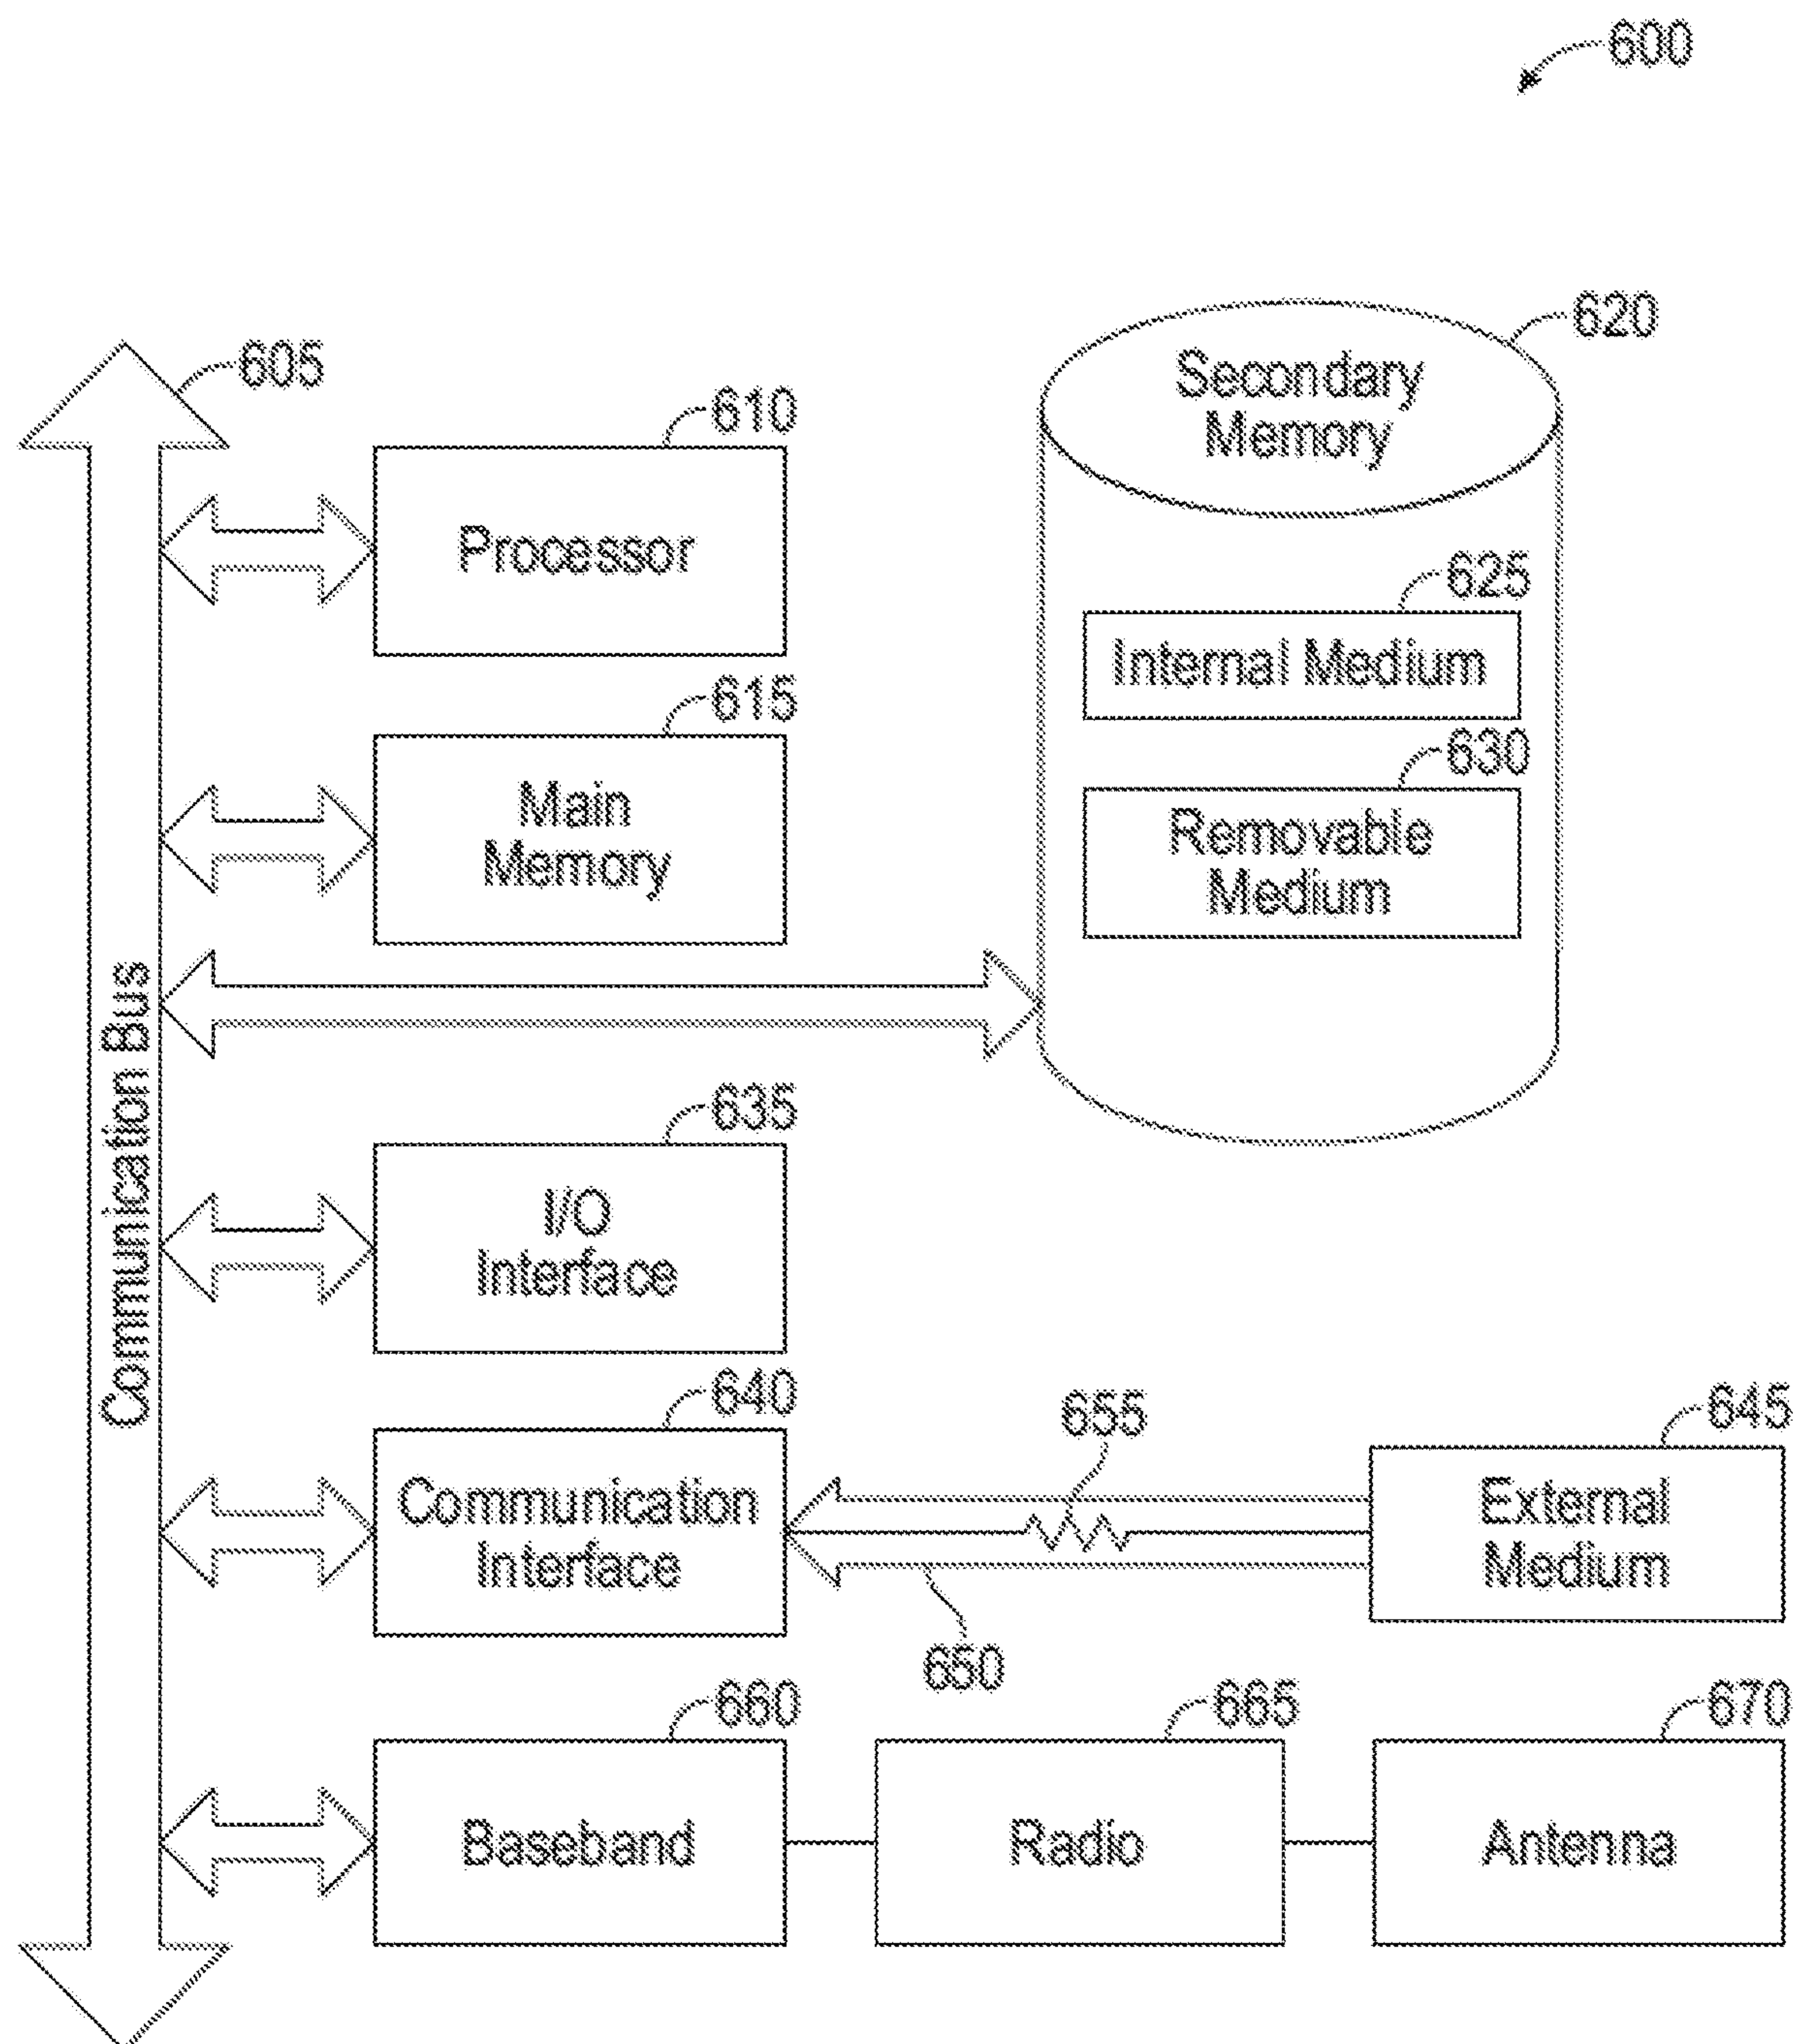 600
620
Secondary
Memory
605
610
Processor
625
Internal Medium
615
Main
Memory
630
Removable
Medium
Communication Bus
635
I/O
Interface
640
Communication
Interface
655
645
External
Medium
650
660
Baseband
665
Radio
670
Antenna